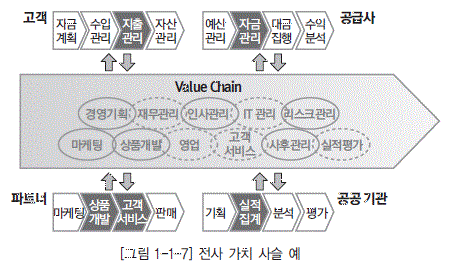 고객
자금 계획 수입 관리 지출 관리 자산 관리
공급사
예산 관리 자금 관리 대금 집행 수익 분석
Value Chain
경영기획 재무관리 인사관리 IT 관리 리스크관리
마케팅 상품개발 영업 고객 서비스 사후관리 실적평가
파트너
마케팅 상품 개발 고객 서비스 판매
공공 기관
기획 실적 집계 분석 평가
[그림 1-1-7] 전사 가치 사슬 예